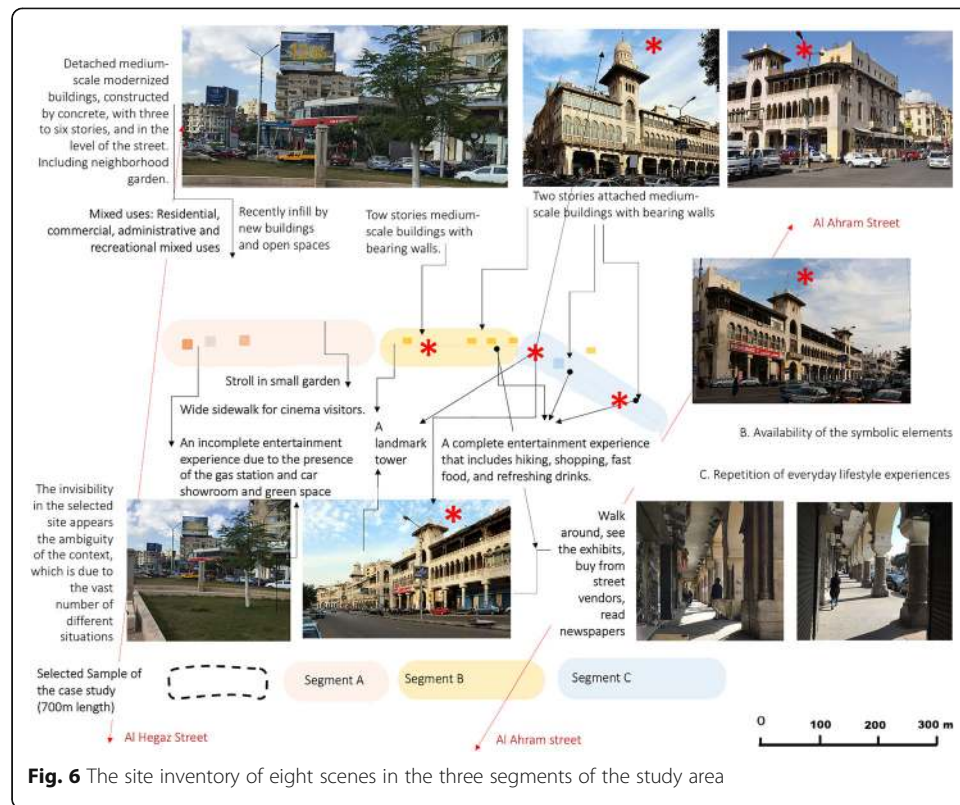 Detached medium-
scale modernized
buildings, constructed
by concrete, with three
to six stories, and in the
level of the street.
Including neighborhood
garden.
Mixed uses: Residential,
commercial, administrative and
recreational mixed uses
Recently infill by
new buildings
and open spaces
Tow stories medium-
scale buildings with
bearing walls.
Two stories attached medium-
scale buildings with bearing walls
Al Ahram Street
Stroll in small garden
Wide sidewalk for cinema visitors.
An incomplete entertainment
experience due to the presence
of the gas station and car
showroom and green space
A
landmark
tower
A complete entertainment experience
that includes hiking, shopping, fast
food, and refreshing drinks.
B. Availability of the symbolic elements
C. Repetition of everyday lifestyle experiences
The invisibility
in the selected
site appears
the ambiguity of
the context,
which is due to
the vast
number of
different
situations
Walk
around, see
the exhibits,
buy from
street
vendors,
read
newspapers
Selected Sample of
the case study
(700m length)
Segment A
Segment B
Segment C
Al Hegaz Street
Al Ahram street
0 100 200 300 m
Fig. 6 The site inventory of eight scenes in the three segments of the study area